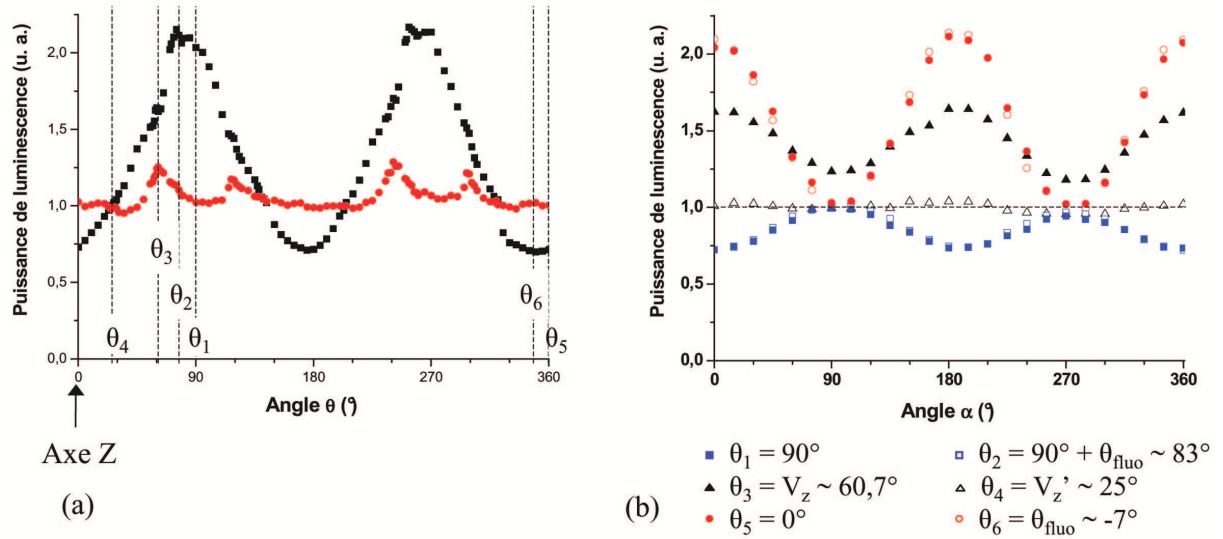 Puissance de luminescence (u. a.)
2,0
1,5
1,0
0,5
0,0
θ3
θ2
θ6
θ4
θ1
θ5
0
90
180
270
360
Angle θ (°)
Axe Z
(a)
Puissance de luminescence (u. a.)
2,0
1,5
1,0
0,5
0,0
0
90
180
270
360
Angle α (°)
(b)
θ1 = 90°
θ2 = 90° + θfluo ~ 83°
θ3 = Vz ~ 60,7°
θ4 = Vz' ~ 25°
θ5 = 0°
θ6 = θfluo ~ -7°